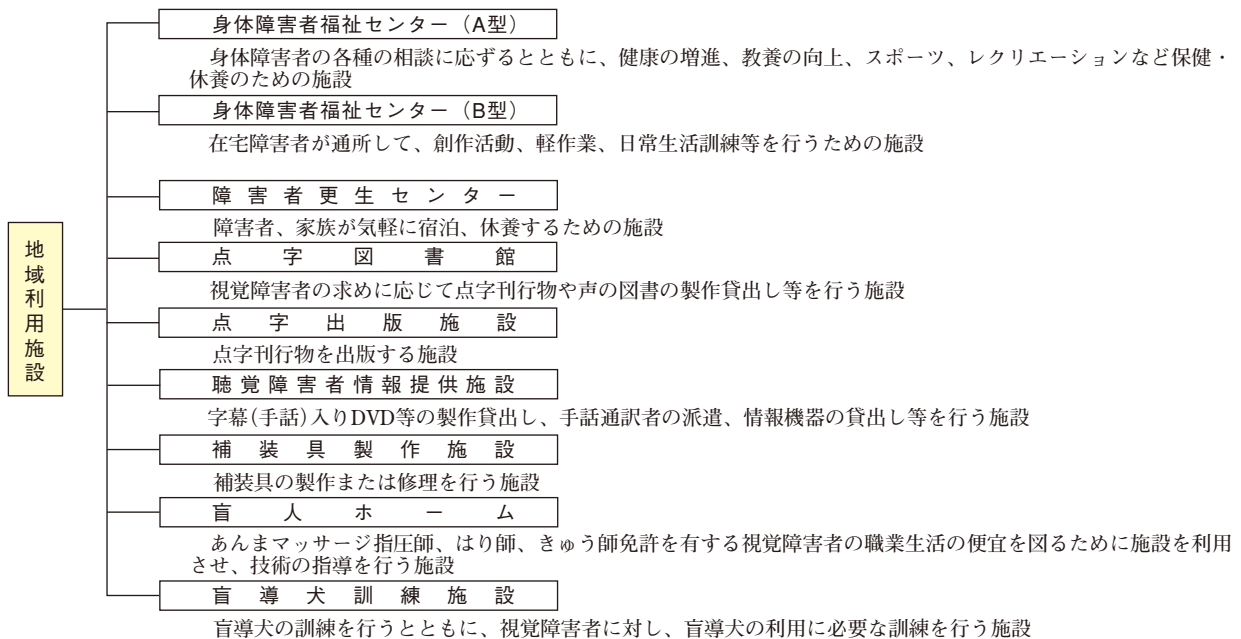 地域利用施設
身体障害者福祉センター（A型）
身体障害者の各種の相談に応ずるとともに、健康の増進、教養の向上、スポーツ、レクリエーションなど保健・
休養のための施設
身体障害者福祉センター（B型）
在宅障害者が通所して、創作活動、軽作業、日常生活訓練等を行うための施設
障害者更生センター
障害者、家族が気軽に宿泊、休養するための施設
点字図書館
視覚障害者の求めに応じて点字刊行物や声の図書の製作貸出し等を行う施設
点字出版施設
点字刊行物を出版する施設
聴覚障害者情報提供施設
字幕(手話)入りDVD等の製作貸出し、手話通訳者の派遣、情報機器の貸出し等を行う施設
補装具製作施設
補装具の製作または修理を行う施設
盲人ホーム
あんまマッサージ指圧師、はり師、きゅう師免許を有する視覚障害者の職業生活の便宜を図るために施設を利用
させ、技術の指導を行う施設
盲導犬訓練施設
盲導犬の訓練を行うとともに、視覚障害者に対し、盲導犬の利用に必要な訓練を行う施設